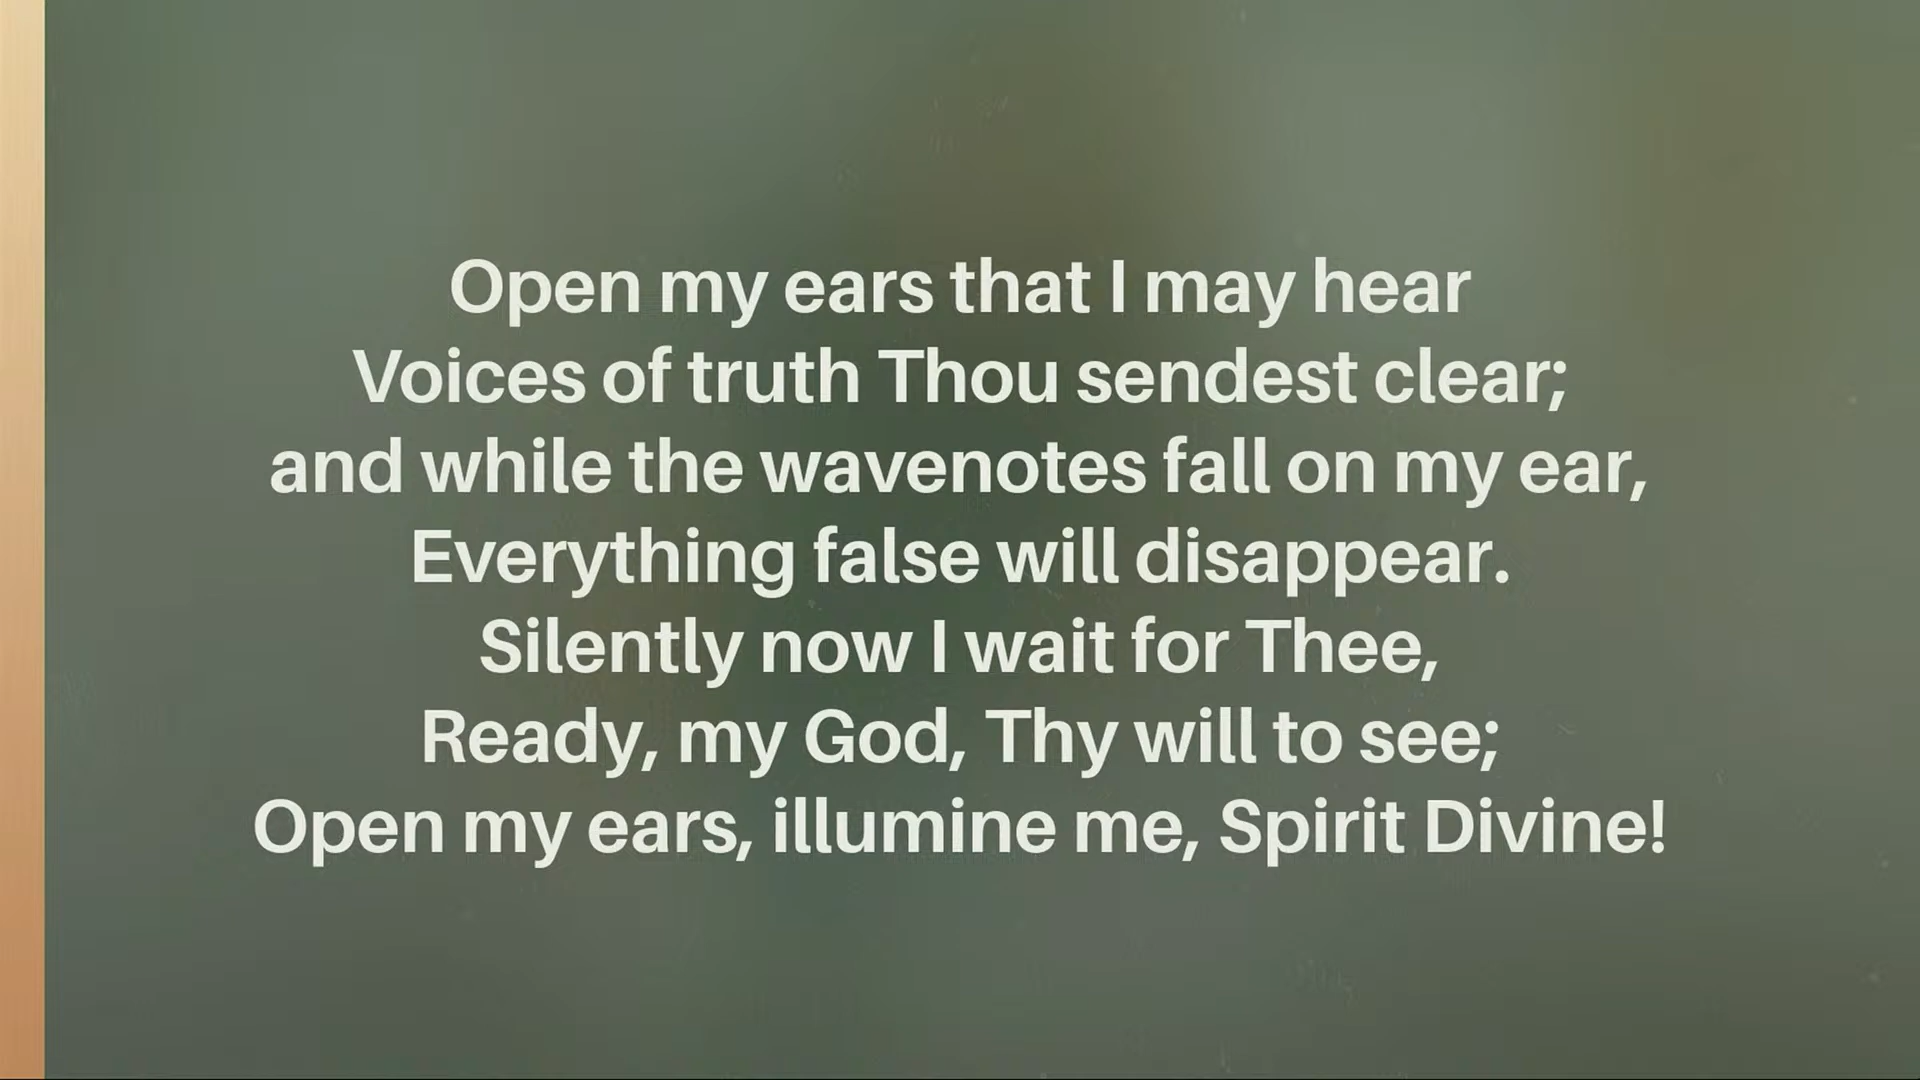 Open my ears that I may hear
Voices of truth Thou sendest clear;
and while the wavenotes fall on my ear,
Everything false will disappear.
Silently now I wait for Thee,
Ready, my God, Thy will to see;
Open my ears, illumine me, Spirit Divine!